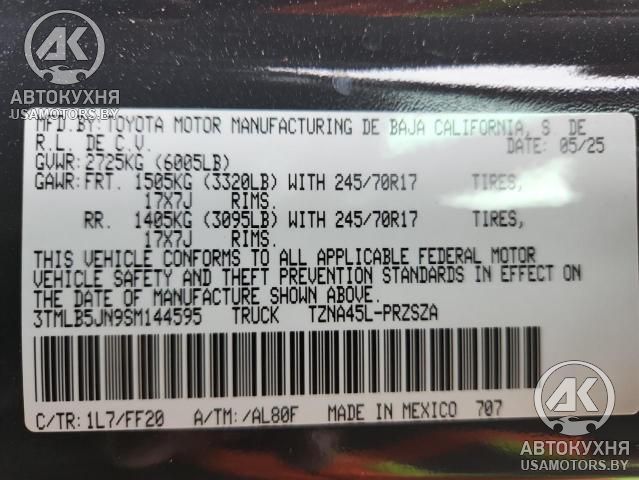 AK
АВТОКУХНЯ
USAMOTORS.BY
MFD.BY: TOYOTA MOTOR MANUFACTURING DE BAJA CALIFORNIA, S DE
R.L. DE C.V. DATE: 05/25
GVWR: 2725KG (6005LB)
GAWR: FRT. 1505KG (3320LB) WITH 245/70R17 TIRES,
17X7J RIMS.
RR. 1405KG (3095LB) WITH 245/70R17 TIRES,
17X7J RIMS.
THIS VEHICLE CONFORMS TO ALL APPLICABLE FEDERAL MOTOR
VEHICLE SAFETY AND THEFT PREVENTION STANDARDS IN EFFECT ON
THE DATE OF MANUFACTURE SHOWN ABOVE.
3TMLB5JN9SM144595 TRUCK TZNA45L-PRZSZA
C/TR: 1L7/FF20 A/TM: /AL80F MADE IN MEXICO 707
AK
АВТОКУХНЯ
USAMOTORS.BY